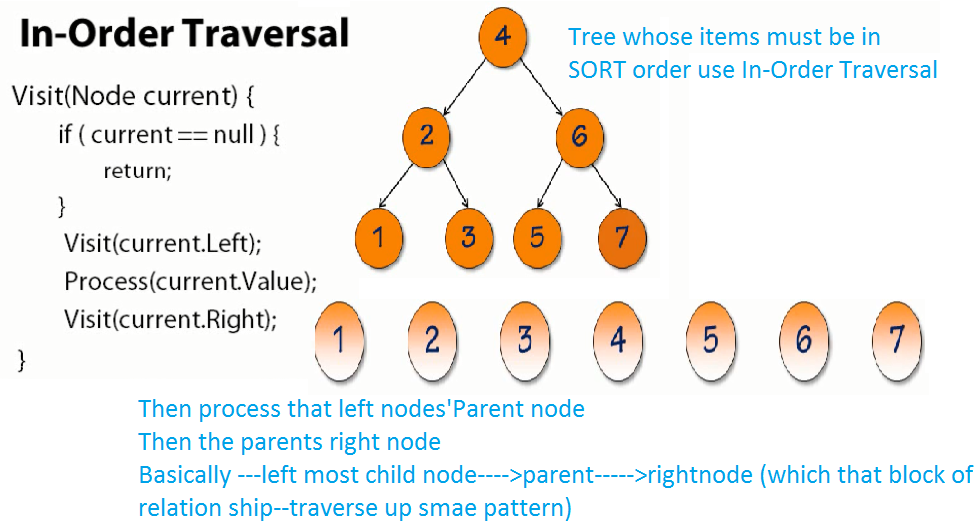 In-Order Traversal
Visit(Node current) {
if ( current == null ) {
return;
}
Visit(current.Left);
Process(current.Value);
Visit(current.Right);
}
4
Tree whose items must be in
SORT order use In-Order Traversal
2
6
1
3
5
7
1
2
3
4
5
6
7
Then process that left nodes'Parent node
Then the parents right node
Basically ---left most child node---->parent----->rightnode (which that block of
relation ship--traverse up smae pattern)